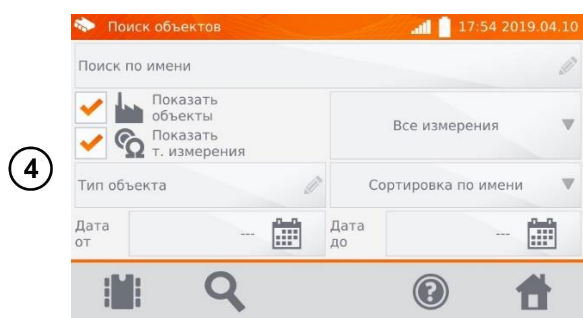 Поиск объектов 17:54 2019.04.10
Поиск по имени
Показать
объекты
Показать
т. измерения
Все измерения
4
Тип объекта
Сортировка по имени
Дата
от
---
Дата
до
---